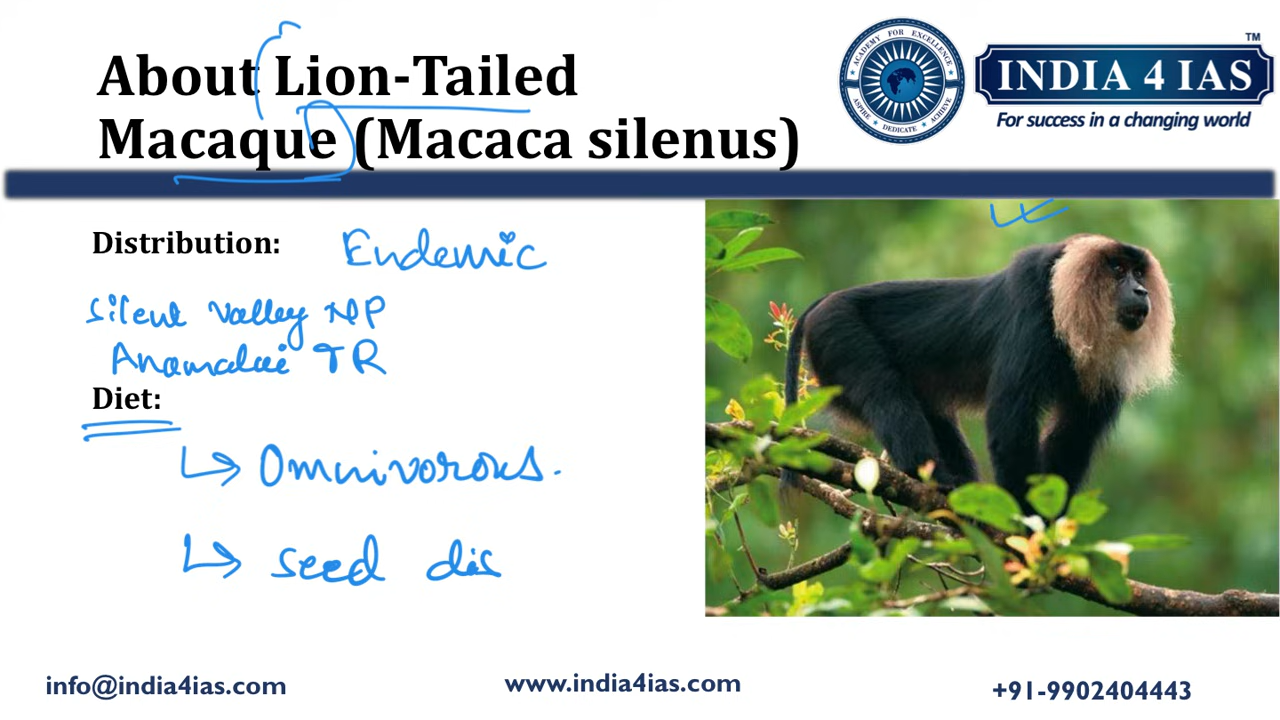 About Lion-Tailed
Macaque (Macaca silenus)
ACADEMY FOR EXCELLENCE
ASPIRE ★ DEDICATE ★ ACHIEVE
INDIA 4 IAS
TM
For success in a changing world
Distribution: Endemic
Silent Valley NP
Anamalai TR
Diet:
↳ Omnivorous.
↳ seed dis
info@india4ias.com
www.india4ias.com
+91-9902404443